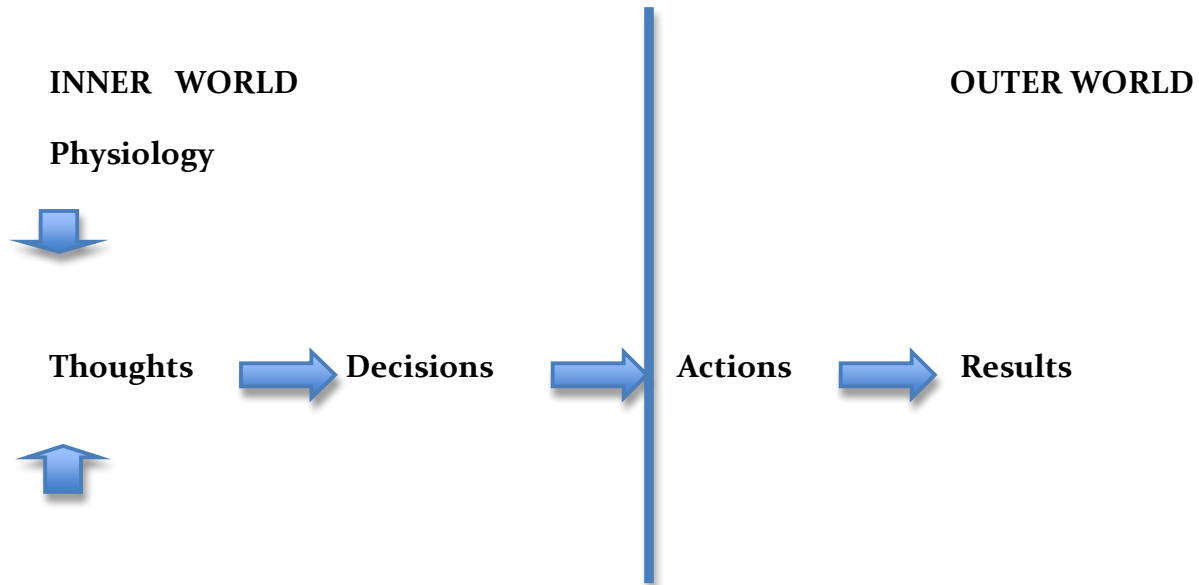 INNER WORLD OUTER WORLD
Physiology
Thoughts Decisions Actions Results